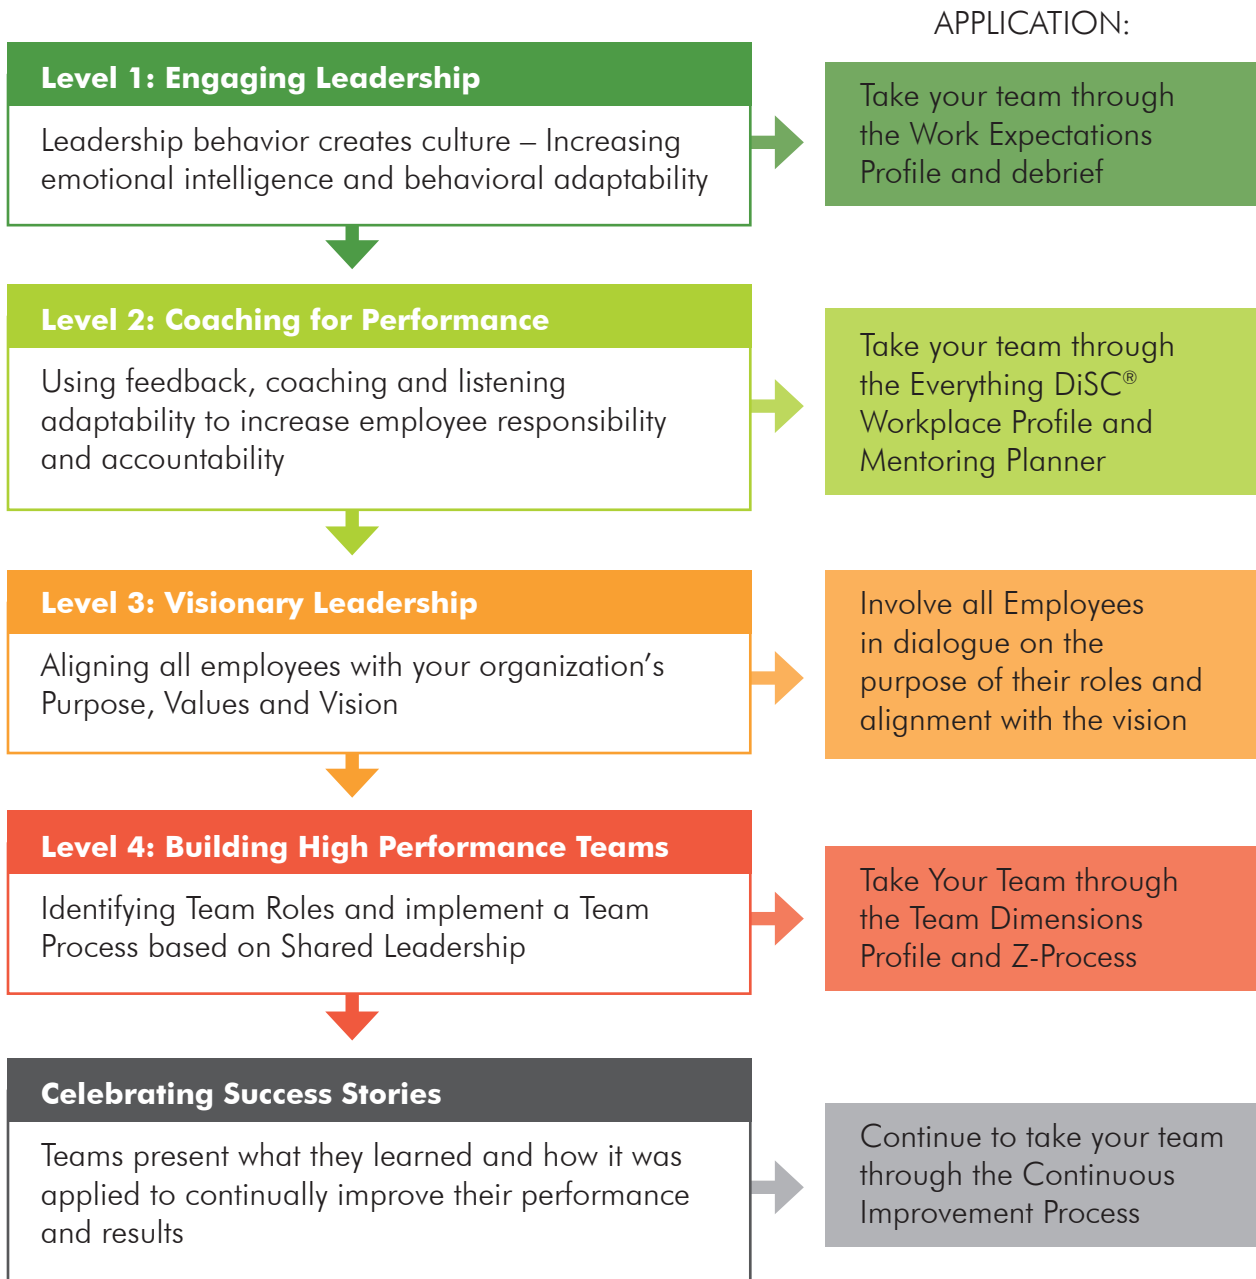 APPLICATION:
Level 1: Engaging Leadership
Leadership behavior creates culture – Increasing
emotional intelligence and behavioral adaptability
Take your team through
the Work Expectations
Profile and debrief
Level 2: Coaching for Performance
Using feedback, coaching and listening
adaptability to increase employee responsibility
and accountability
Take your team through
the Everything DiSC®
Workplace Profile and
Mentoring Planner
Level 3: Visionary Leadership
Aligning all employees with your organization’s
Purpose, Values and Vision
Involve all Employees
in dialogue on the
purpose of their roles and
alignment with the vision
Level 4: Building High Performance Teams
Identifying Team Roles and implement a Team
Process based on Shared Leadership
Take Your Team through
the Team Dimensions
Profile and Z-Process
Celebrating Success Stories
Teams present what they learned and how it was
applied to continually improve their performance
and results
Continue to take your team
through the Continuous
Improvement Process